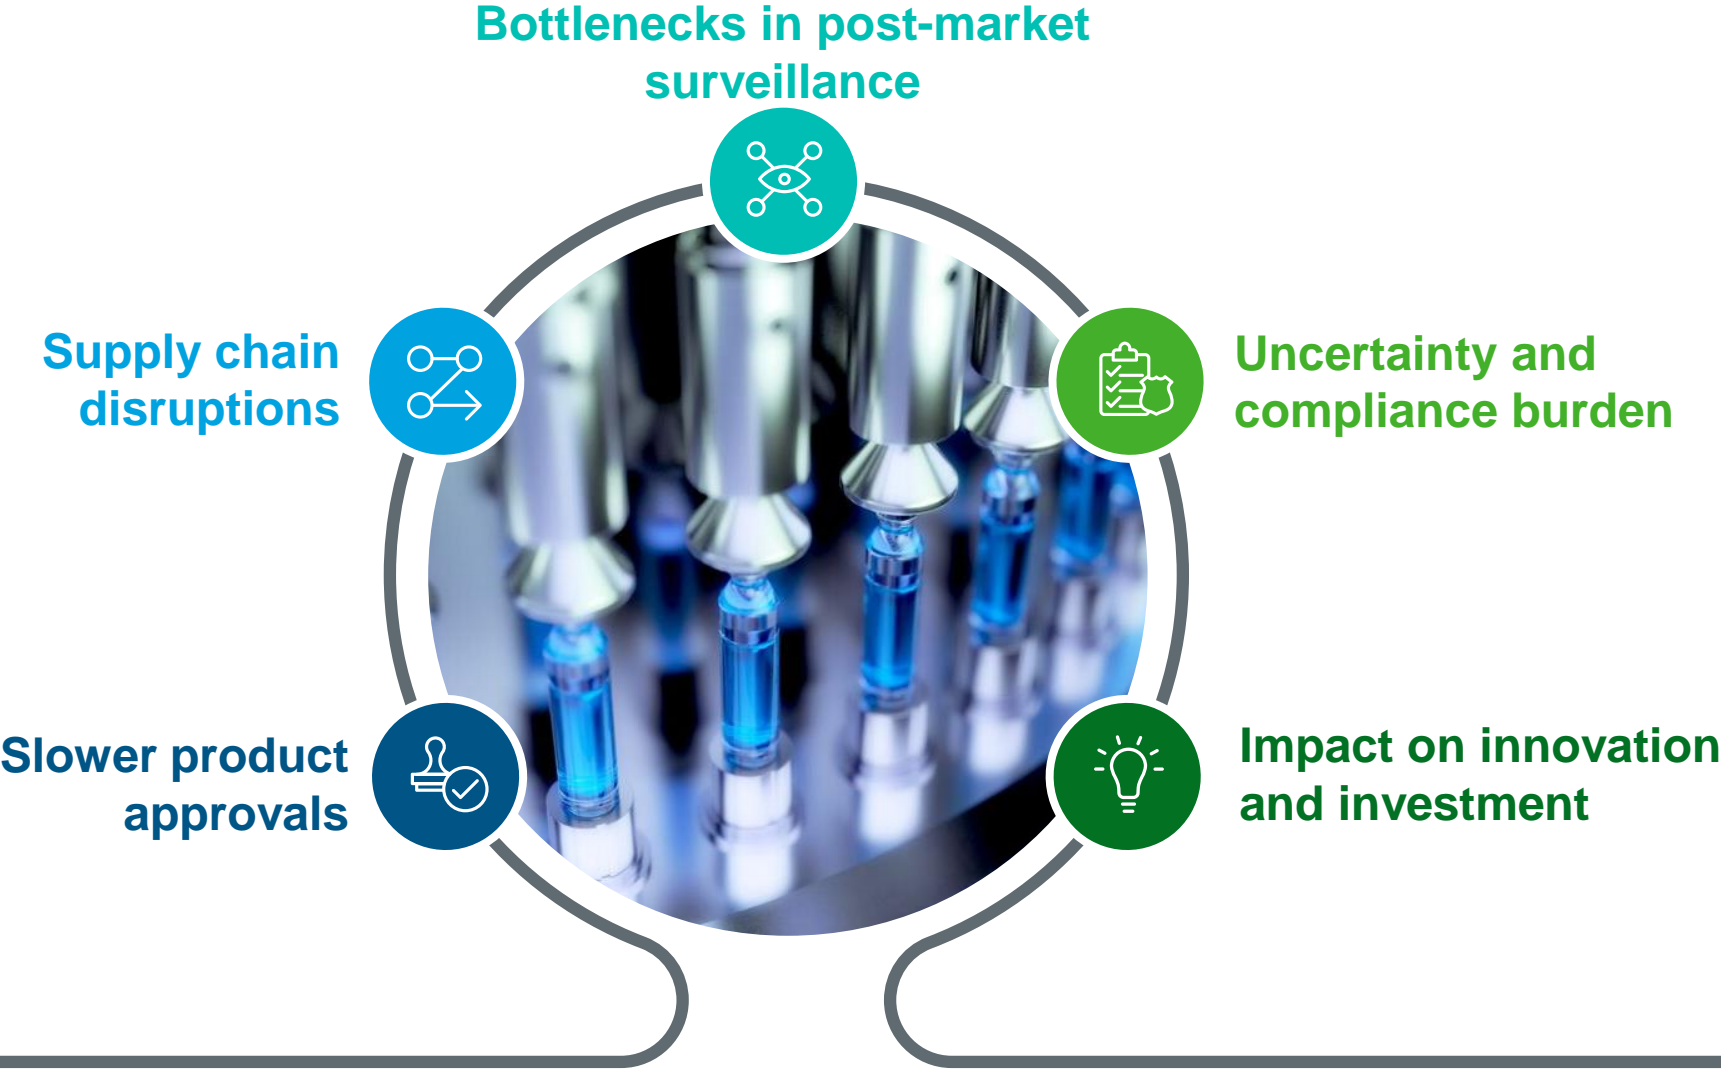 Bottlenecks in post-market
surveillance
Supply chain
disruptions
Uncertainty and
compliance burden
Slower product
approvals
Impact on innovation
and investment